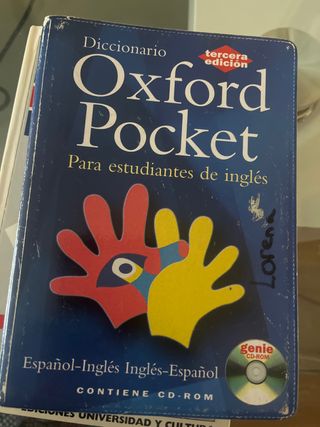 Diccionario
tercera
edición
Oxford
Pocket
Para estudiantes de inglés
Lorena
genie
CD-ROM
Español-Inglés Inglés-Español
CONTIENE CD-ROM
EDICIONES UNIVERSIDAD Y CULTURA